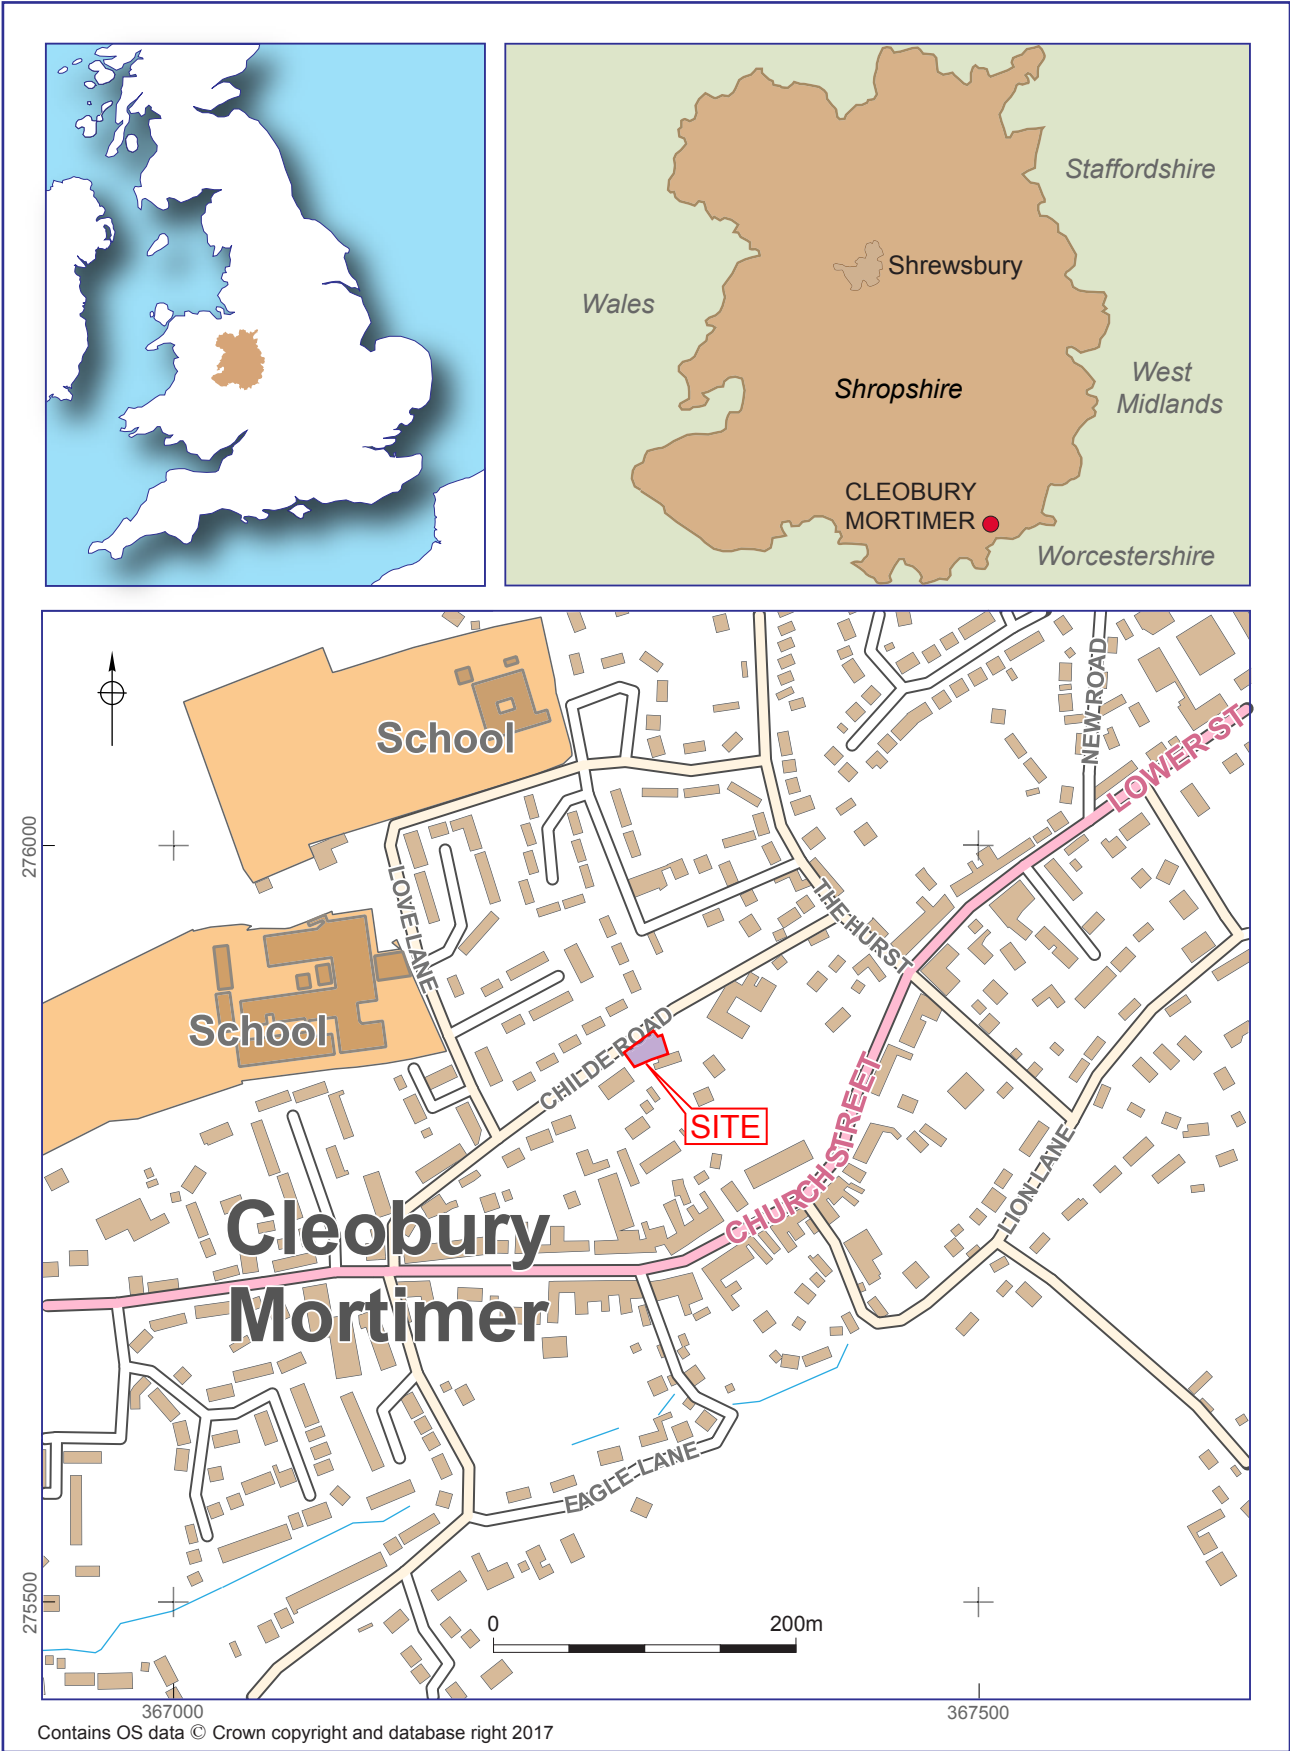 Staffordshire
Shrewsbury
Wales
West
Midlands
Shropshire
CLEOBURY
MORTIMER
Worcestershire
NEW ROAD
LOWER ST
School
276000
LOVE LANE
THE HURST
School
CHILDE ROAD
SITE
CHURCH STREET
LION LANE
Cleobury
Mortimer
EAGLE LANE
275500
0 200m
367000 367500
Contains OS data © Crown copyright and database right 2017